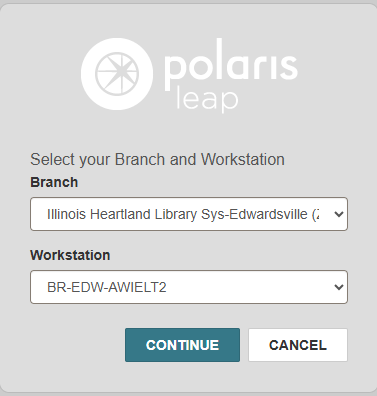 polaris
leap
Select your Branch and Workstation
Branch
Illinois Heartland Library Sys-Edwardsville (
Workstation
BR-EDW-AWIELT2
CONTINUE
CANCEL